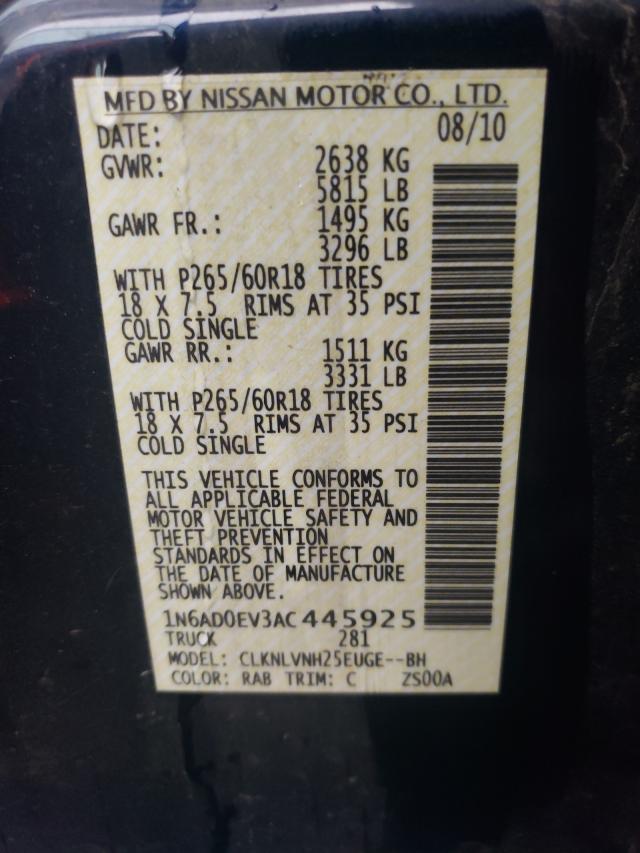 MFD BY NISSAN MOTOR CO., LTD.
DATE: 08/10
GVWR: 2638 KG
5815 LB
GAWR FR.: 1495 KG
3296 LB
WITH P265/60R18 TIRES
18 X 7.5 RIMS AT 35 PSI
COLD SINGLE
GAWR RR.: 1511 KG
3331 LB
WITH P265/60R18 TIRES
18 X 7.5 RIMS AT 35 PSI
COLD SINGLE
THIS VEHICLE CONFORMS TO
ALL APPLICABLE FEDERAL
MOTOR VEHICLE SAFETY AND
THEFT PREVENTION
STANDARDS IN EFFECT ON
THE DATE OF MANUFACTURE
SHOWN ABOVE.
1N6AD0EV3AC445925
TRUCK 281
MODEL: CLKNLVNH25EUGE--BH
COLOR: RAB TRIM: C ZS00A